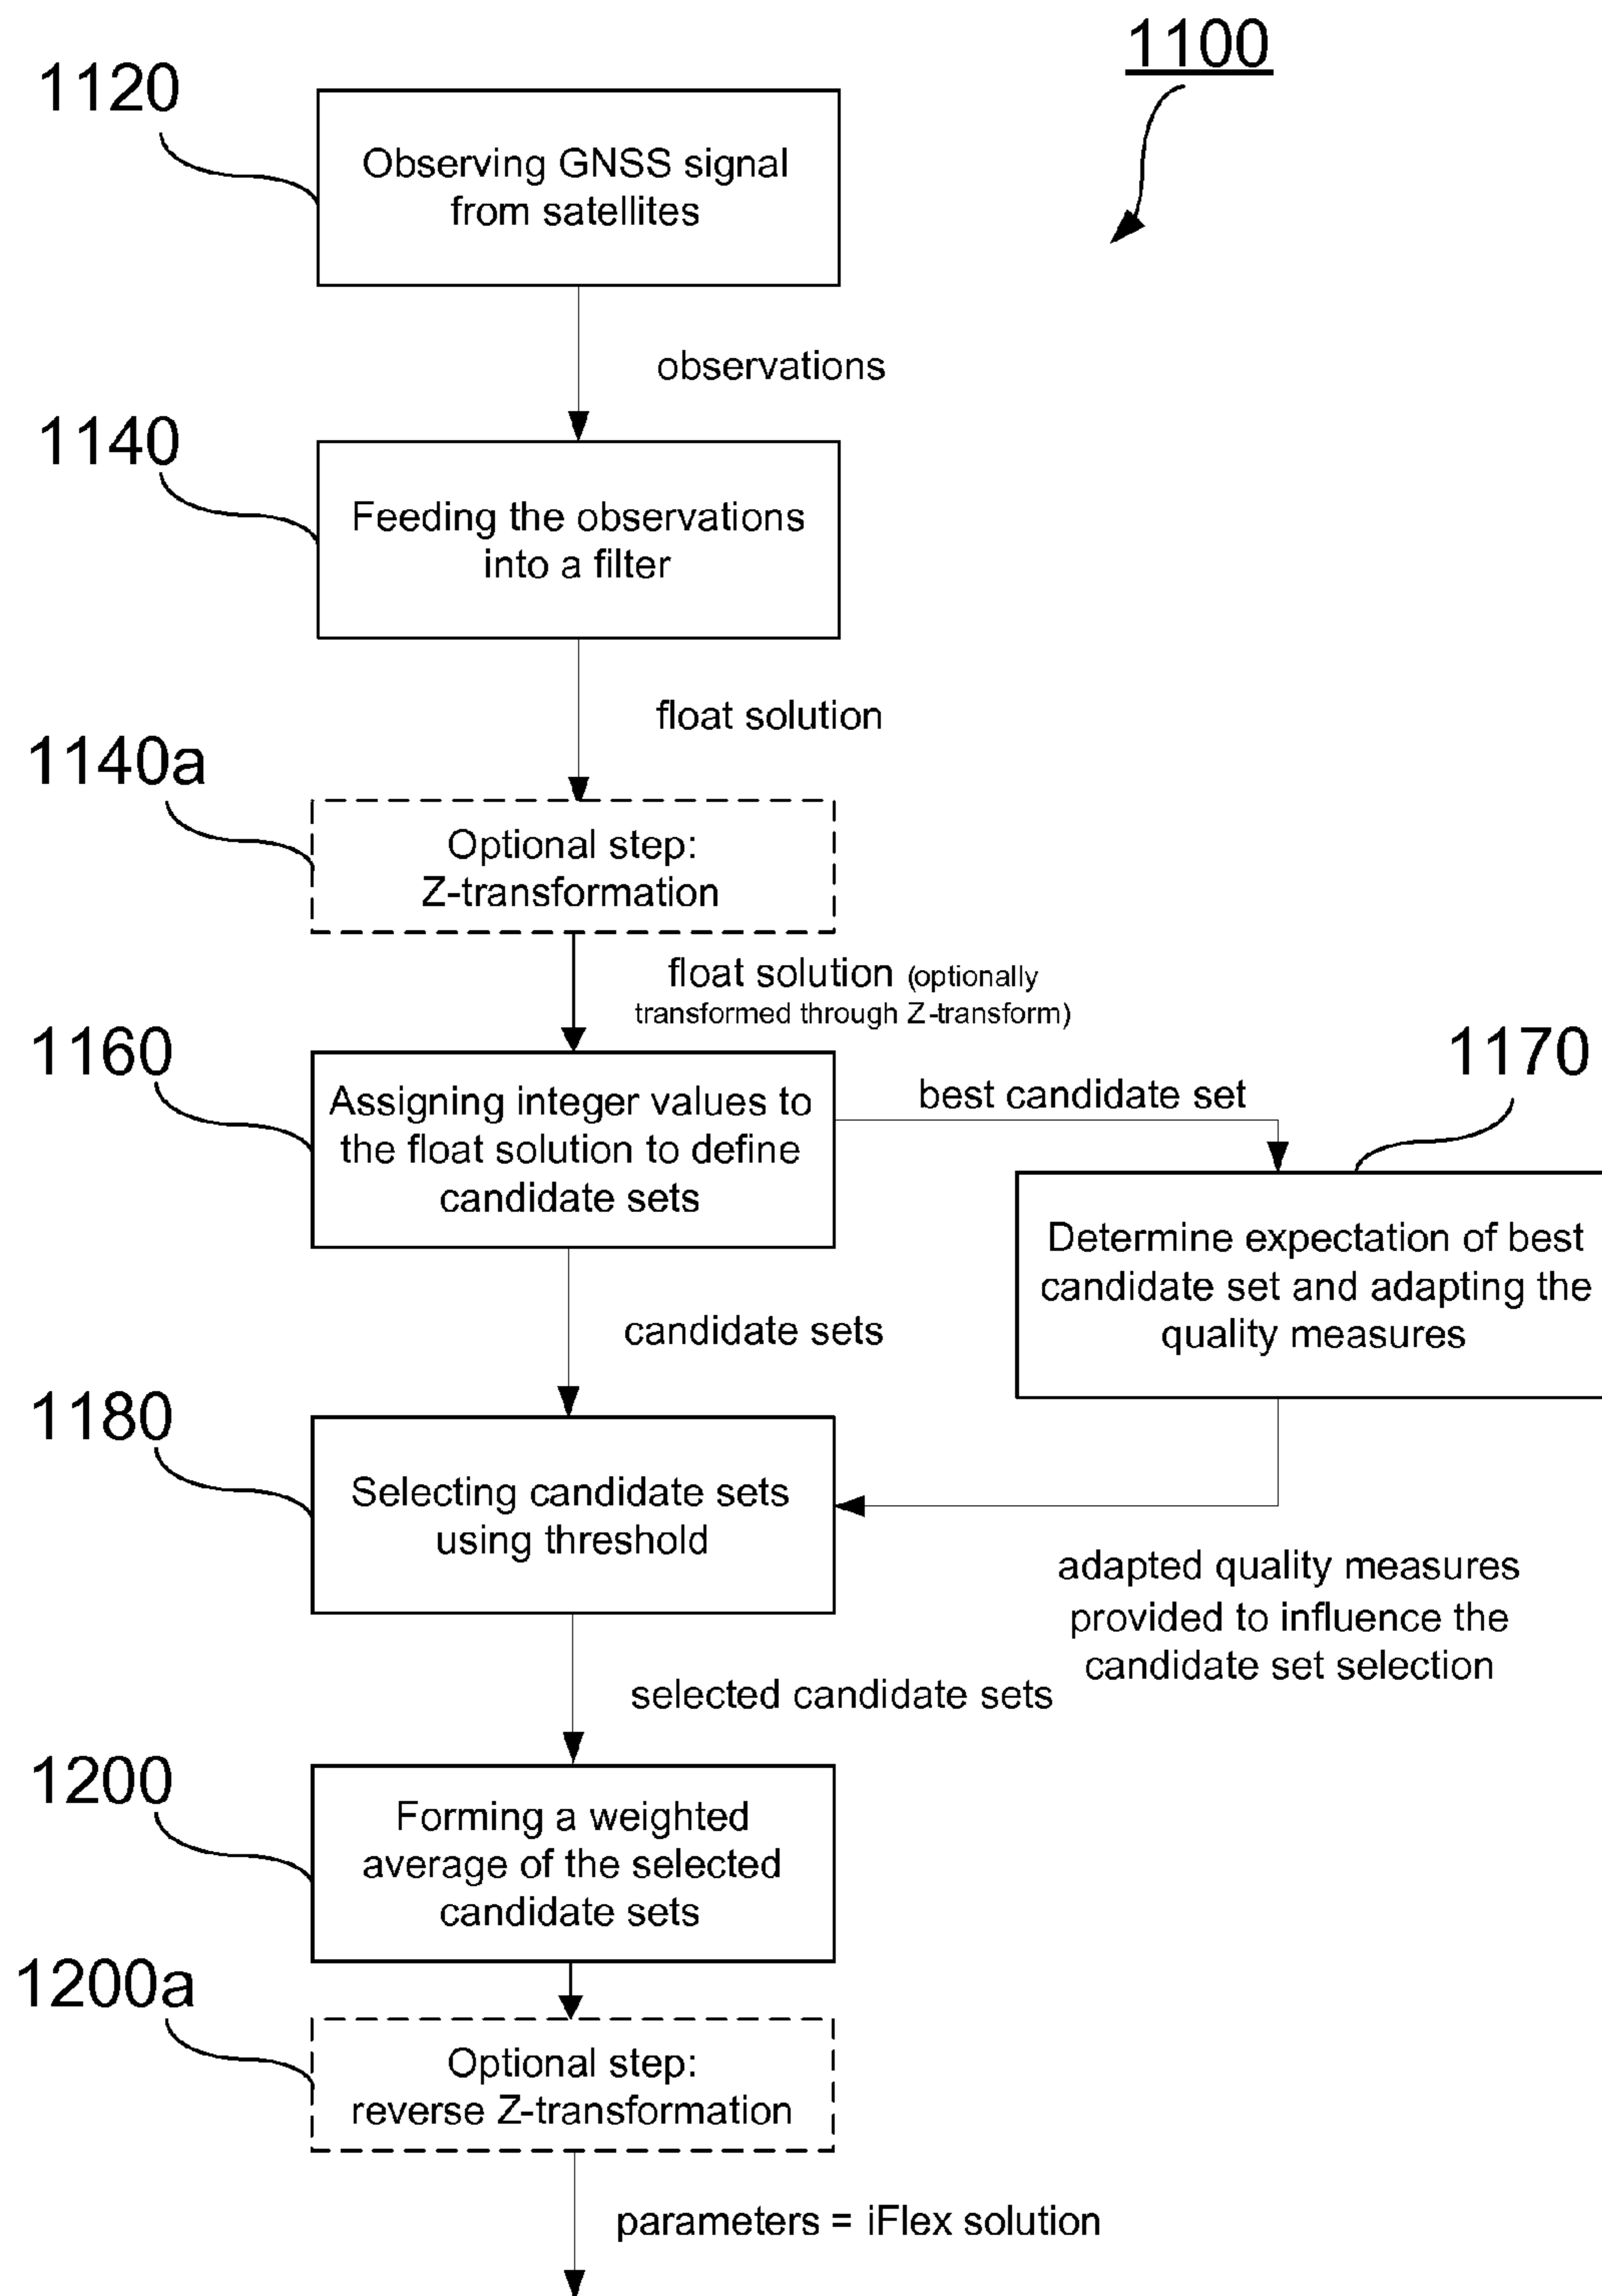 1100
1120
Observing GNSS signal
from satellites
observations
1140
Feeding the observations
into a filter
float solution
1140a
Optional step:
Z-transformation
float solution (optionally
transformed through Z-transform)
1160
Assigning integer values to
the float solution to define
candidate sets
best candidate set
1170
Determine expectation of best
candidate set and adapting the
quality measures
candidate sets
1180
Selecting candidate sets
using threshold
adapted quality measures
provided to influence the
candidate set selection
selected candidate sets
1200
Forming a weighted
average of the selected
candidate sets
1200a
Optional step:
reverse Z-transformation
parameters = iFlex solution